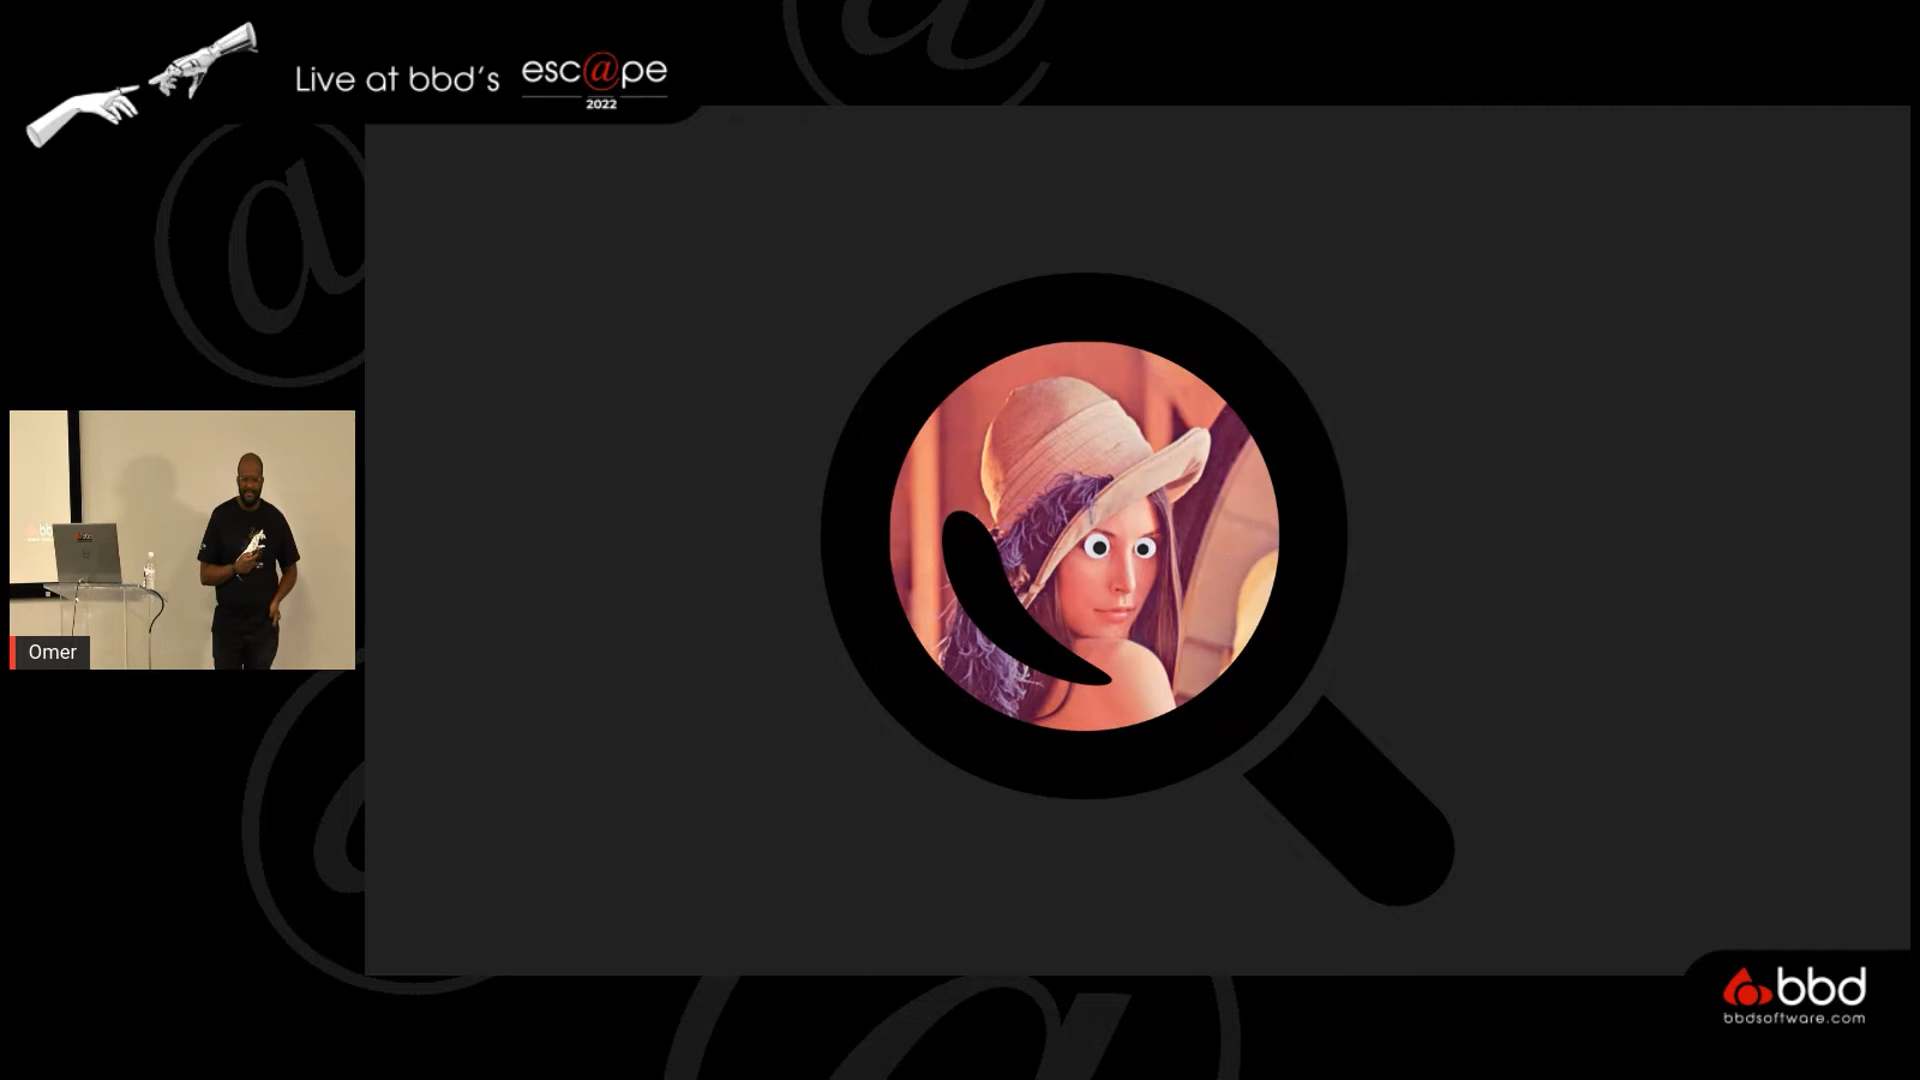 Live at bbd's
esc@pe
2022
Omer
bbd
bbdsoftware.com